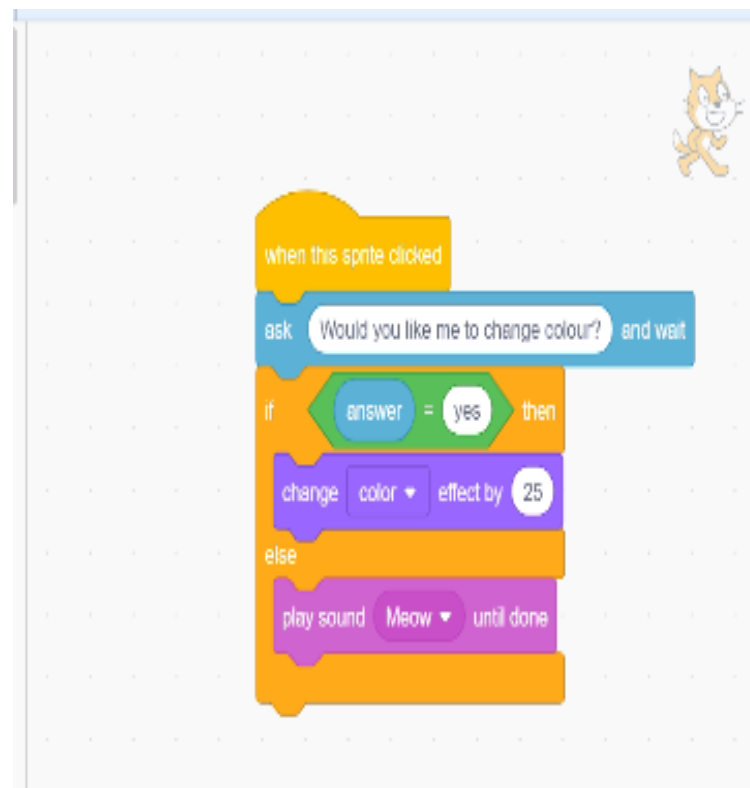 when this sprite clicked
ask Would you like me to change colour? and wait
if answer = yes then
change color effect by 25
else
play sound Meow until done